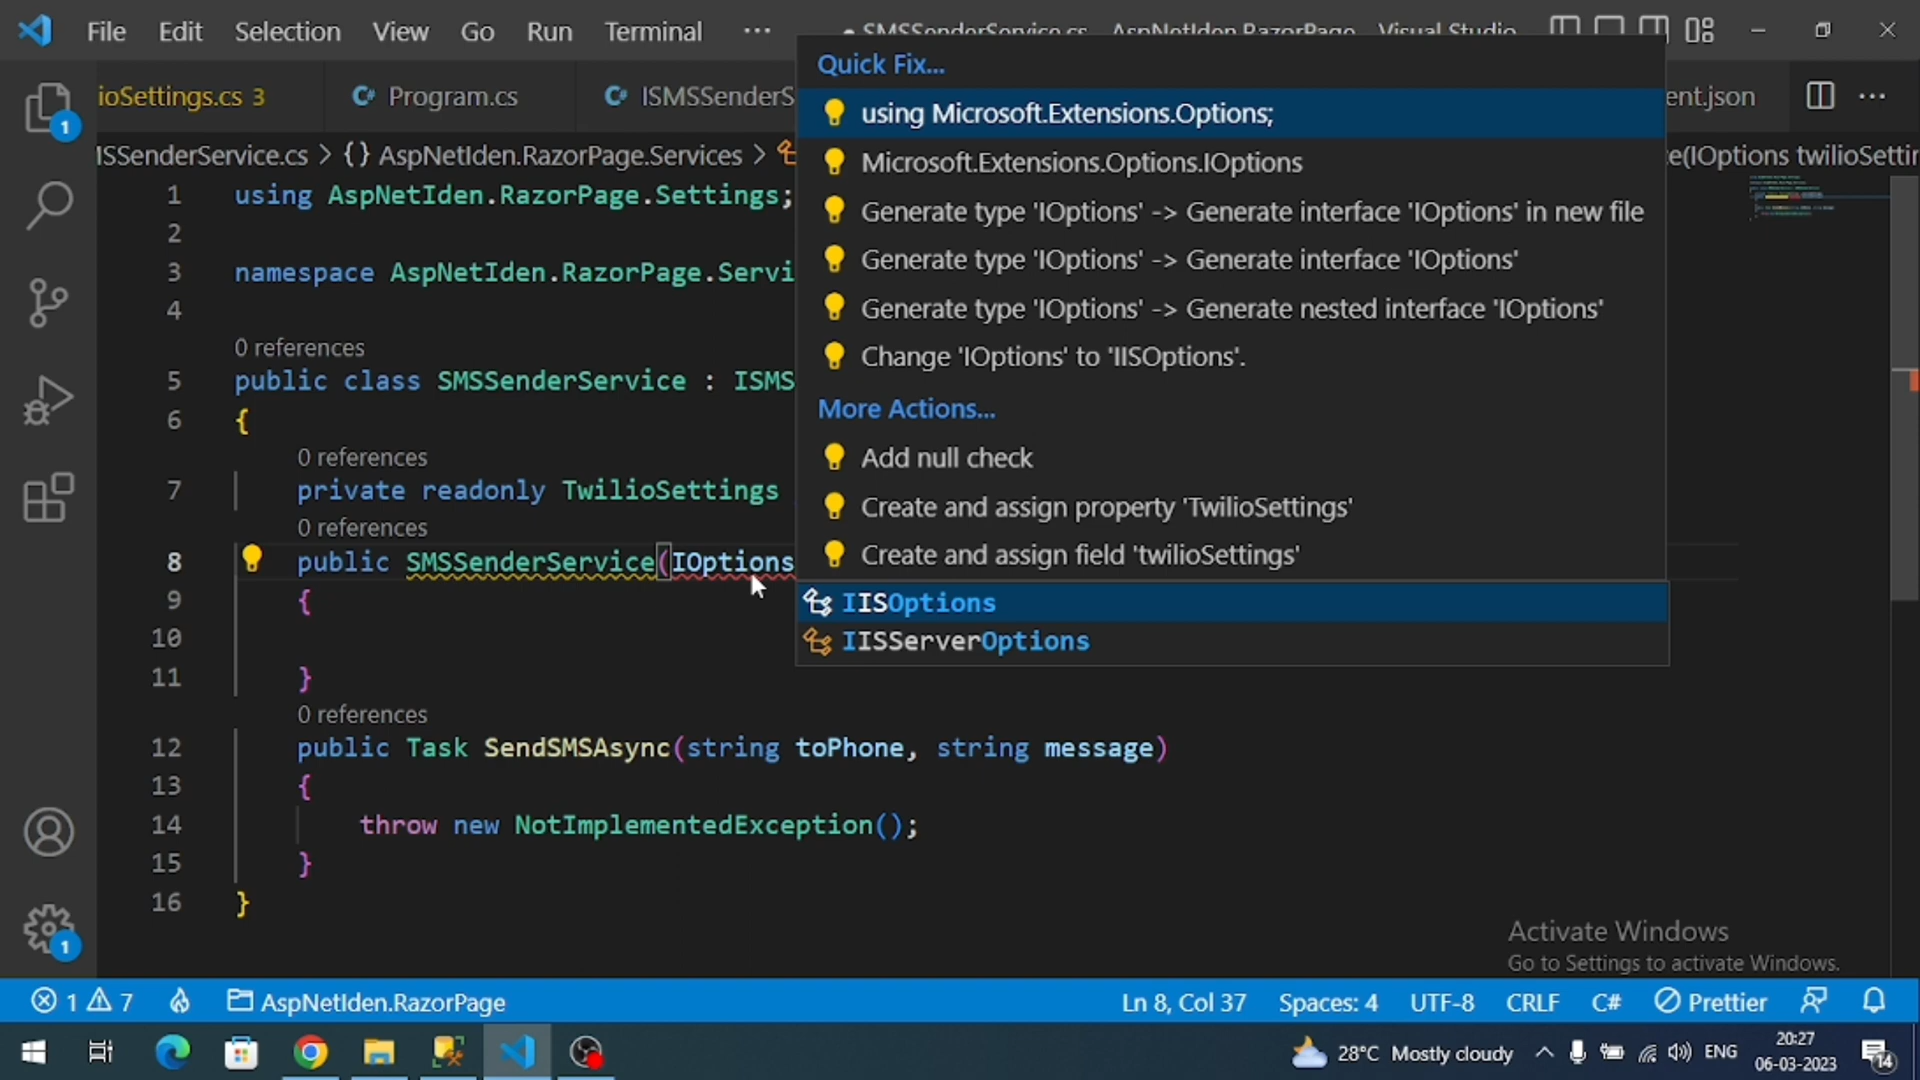 File Edit Selection View Go Run Terminal ···
SMSSenderService.cs AspNetIden.RazorPage Visual Studio
ioSettings.cs 3
C# Program.cs
C# ISMSSenderS
ent.json
MSSenderService.cs > {} AspNetIden.RazorPage.Services >
e(IOptions twilioSettin
Quick Fix...
using Microsoft.Extensions.Options;
Microsoft.Extensions.Options.IOptions
Generate type 'IOptions' -> Generate interface 'IOptions' in new file
Generate type 'IOptions' -> Generate interface 'IOptions'
Generate type 'IOptions' -> Generate nested interface 'IOptions'
Change 'IOptions' to 'IISOptions'.
More Actions...
Add null check
Create and assign property 'TwilioSettings'
Create and assign field 'twilioSettings'
IISOptions
IISServerOptions
1 using AspNetIden.RazorPage.Settings;
2
3 namespace AspNetIden.RazorPage.Servi
4
0 references
5 public class SMSSenderService : ISMS
6 {
0 references
7 private readonly TwilioSettings
0 references
8 public SMSSenderService(IOptions
9 {
10
11 }
0 references
12 public Task SendSMSAsync(string toPhone, string message)
13 {
14 throw new NotImplementedException();
15 }
16 }
Activate Windows
Go to Settings to activate Windows.
1 7 AspNetIden.RazorPage
Ln 8, Col 37 Spaces: 4 UTF-8 CRLF C# Prettier
28°C Mostly cloudy
ENG
20:27
06-03-2023
14
1
1